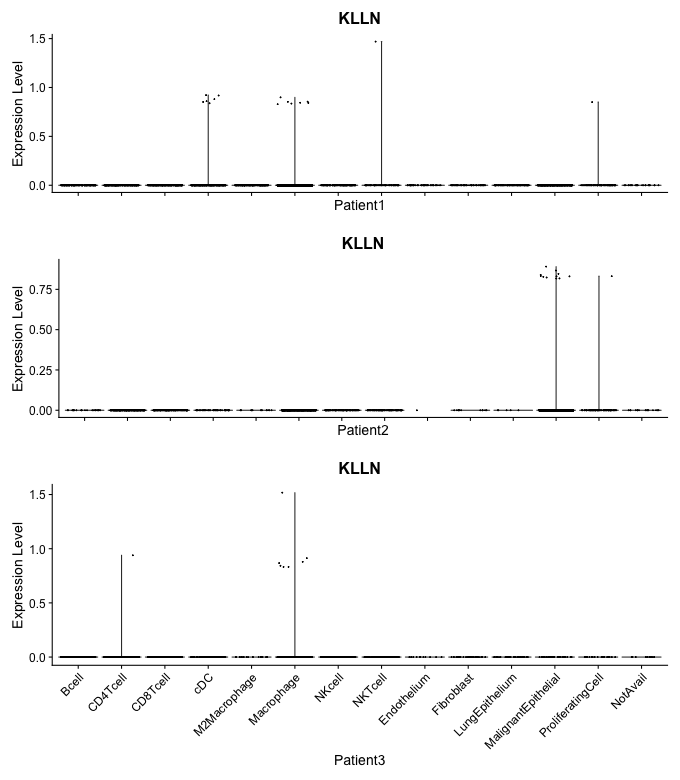 KLLN
1.5
1.0
0.5
0.0
Expression Level
Patient1
KLLN
0.75
0.50
0.25
0.00
Expression Level
Patient2
KLLN
1.5
1.0
0.5
0.0
Expression Level
Bcell
CD4Tcell
CD8Tcell
cDC
M2Macrophage
Macrophage
NKcell
NKTcell
Endothelium
Fibroblast
LungEpithelium
MalignantEpithelial
ProliferatingCell
NotAvail
Patient3